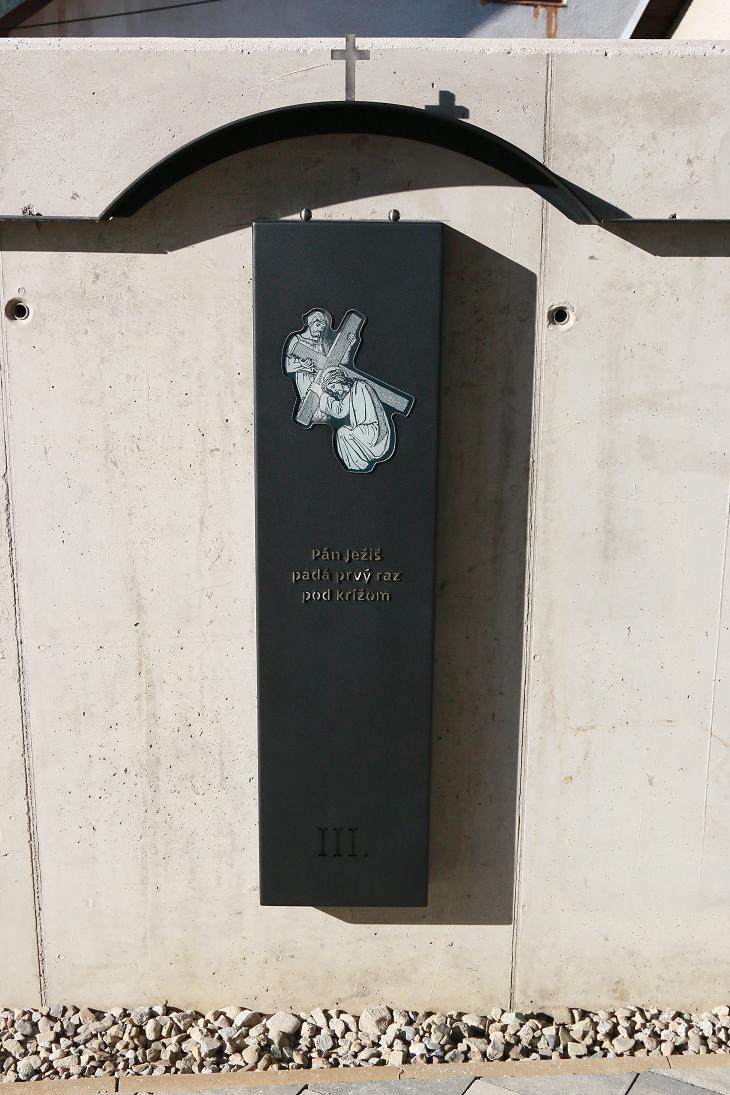 Pán Ježiš
padá prvý raz
pod krížom
III.